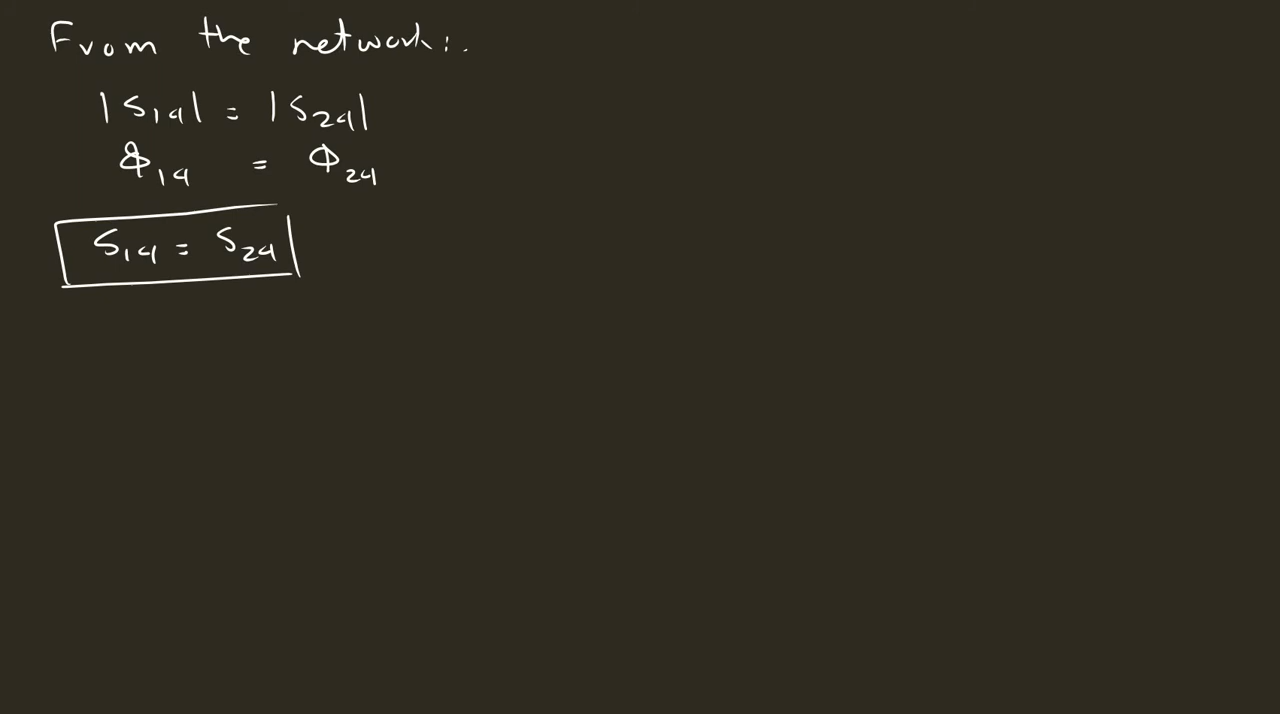 From the network:.
|S₁₄| = |S₂₄|
Φ₁₄ = Φ₂₄
S₁₄ = S₂₄